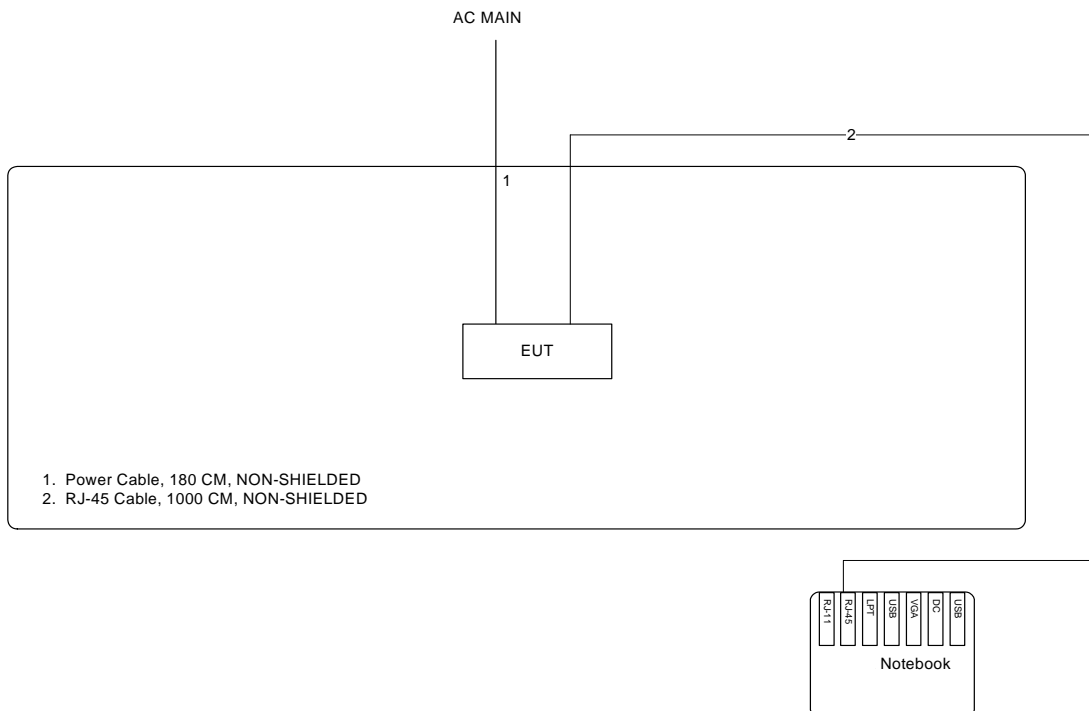 AC MAIN
2
1
EUT
1. Power Cable, 180 CM, NON-SHIELDED
2. RJ-45 Cable, 1000 CM, NON-SHIELDED
RJ-11
RJ-45
LPT
USB
VGA
DC
USB
Notebook